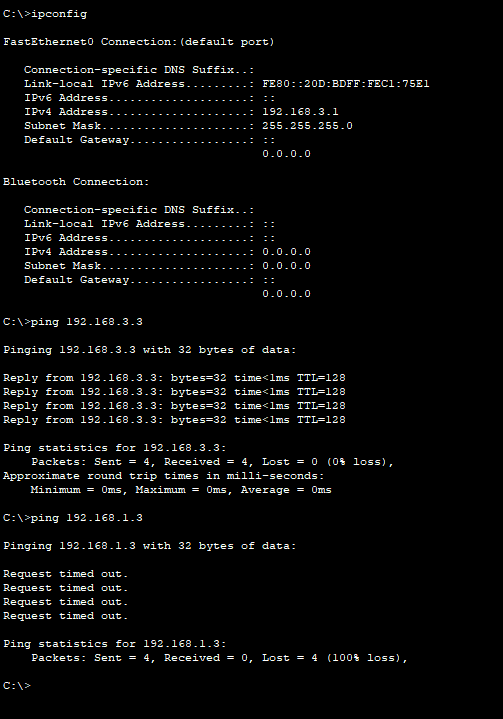 C:\>ipconfig
FastEthernet0 Connection:(default port)
Connection-specific DNS Suffix..:
Link-local IPv6 Address.........: FE80::20D:BDFF:FEC1:75E1
IPv6 Address....................: ::
IPv4 Address....................: 192.168.3.1
Subnet Mask.....................: 255.255.255.0
Default Gateway.................: ::
0.0.0.0
Bluetooth Connection:
Connection-specific DNS Suffix..:
Link-local IPv6 Address.........: ::
IPv6 Address....................: ::
IPv4 Address....................: 0.0.0.0
Subnet Mask.....................: 0.0.0.0
Default Gateway.................: ::
0.0.0.0
C:\>ping 192.168.3.3
Pinging 192.168.3.3 with 32 bytes of data:
Reply from 192.168.3.3: bytes=32 time<1ms TTL=128
Reply from 192.168.3.3: bytes=32 time<1ms TTL=128
Reply from 192.168.3.3: bytes=32 time<1ms TTL=128
Reply from 192.168.3.3: bytes=32 time<1ms TTL=128
Ping statistics for 192.168.3.3:
Packets: Sent = 4, Received = 4, Lost = 0 (0% loss),
Approximate round trip times in milli-seconds:
Minimum = 0ms, Maximum = 0ms, Average = 0ms
C:\>ping 192.168.1.3
Pinging 192.168.1.3 with 32 bytes of data:
Request timed out.
Request timed out.
Request timed out.
Request timed out.
Ping statistics for 192.168.1.3:
Packets: Sent = 4, Received = 0, Lost = 4 (100% loss),
C:\>